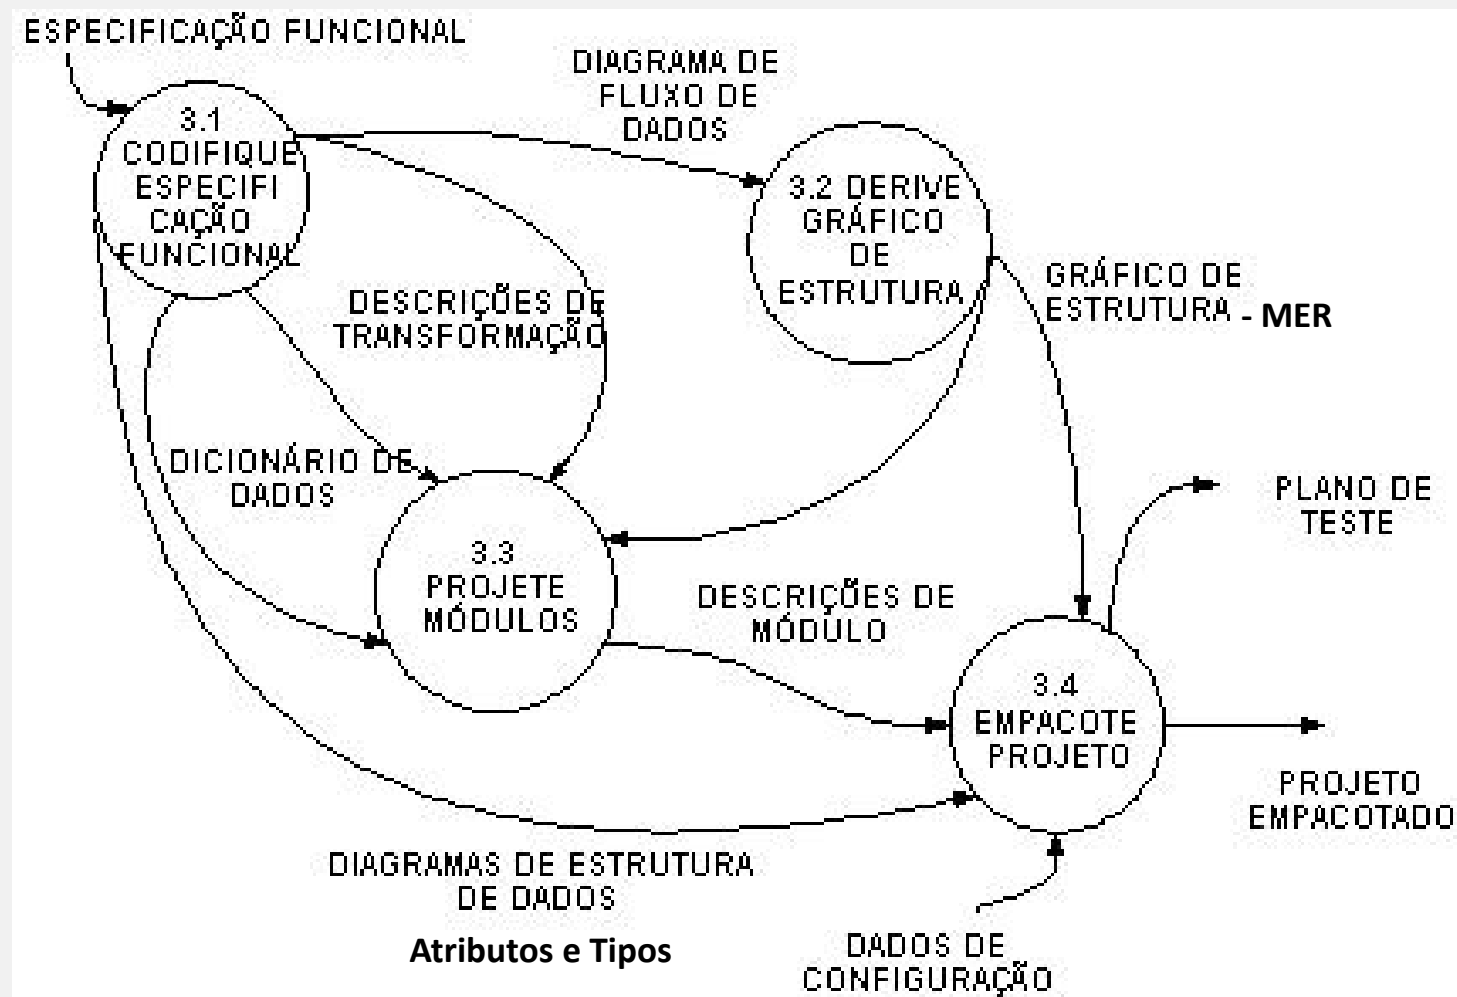 ESPECIFICAÇÃO FUNCIONAL
DIAGRAMA DE
FLUXO DE
DADOS
3.1
CODIFIQUE
ESPECIFI
CAÇÃO
FUNCIONAL
3.2 DERIVE
GRÁFICO
DE
ESTRUTURA
GRÁFICO DE
ESTRUTURA - MER
DESCRIÇÕES DE
TRANSFORMAÇÃO
DICIONÁRIO DE
DADOS
PLANO DE
TESTE
3.3
PROJETE
MÓDULOS
DESCRIÇÕES DE
MÓDULO
3.4
EMPACOTE
PROJETO
PROJETO
EMPACOTADO
DIAGRAMAS DE ESTRUTURA
DE DADOS
Atributos e Tipos
DADOS DE
CONFIGURAÇÃO